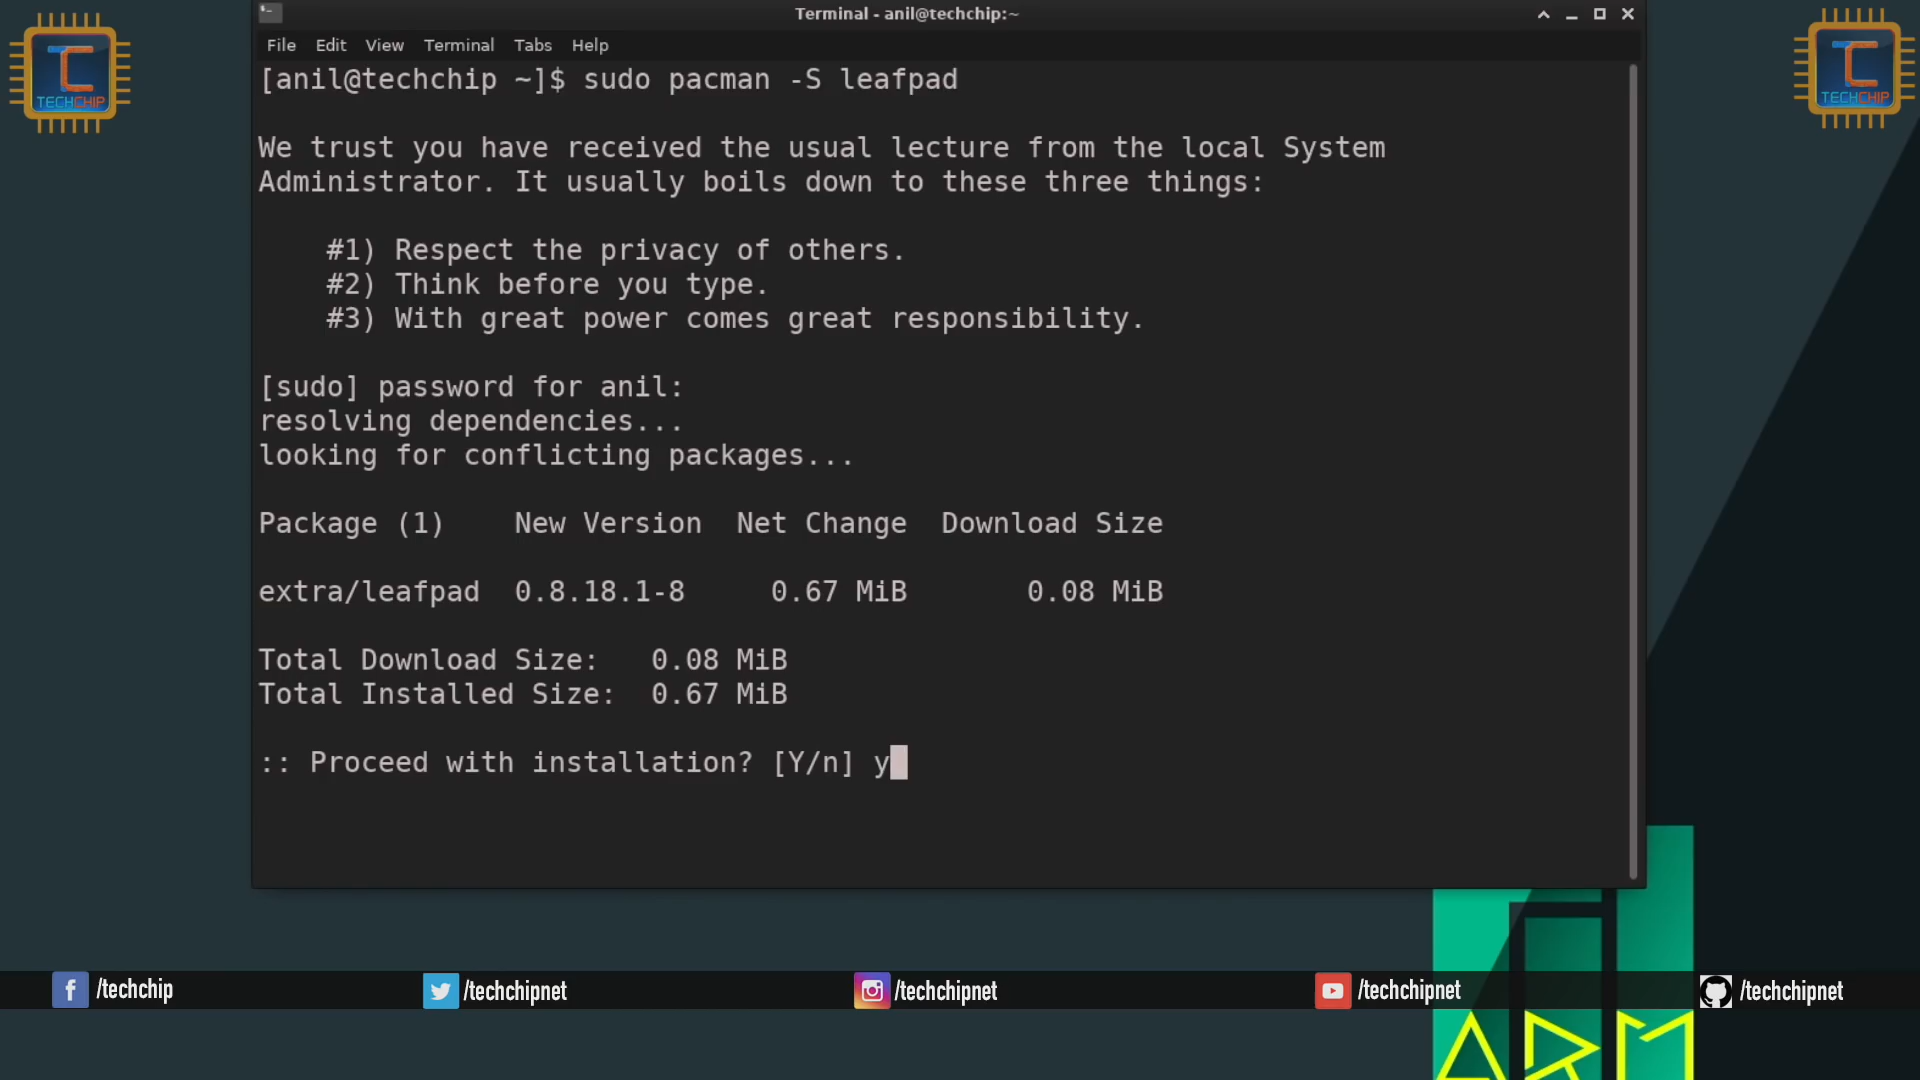 Terminal - anil@techchip:~
File Edit View Terminal Tabs Help
[anil@techchip ~]$ sudo pacman -S leafpad
We trust you have received the usual lecture from the local System
Administrator. It usually boils down to these three things:
#1) Respect the privacy of others.
#2) Think before you type.
#3) With great power comes great responsibility.
[sudo] password for anil:
resolving dependencies...
looking for conflicting packages...
Package (1) New Version Net Change Download Size
extra/leafpad 0.8.18.1-8 0.67 MiB 0.08 MiB
Total Download Size: 0.08 MiB
Total Installed Size: 0.67 MiB
:: Proceed with installation? [Y/n] y
TECHCHIP
TECHCHIP
/techchip /techchipnet /techchipnet /techchipnet /techchipnet
ARM